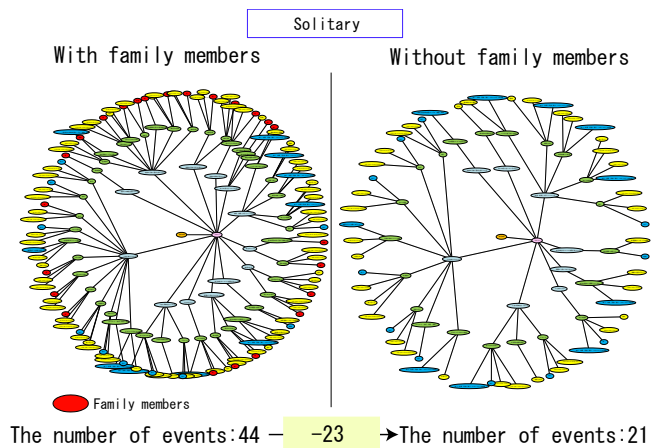 Solitary
With family members
Without family members
Family members
The number of events:44
-23
The number of events:21